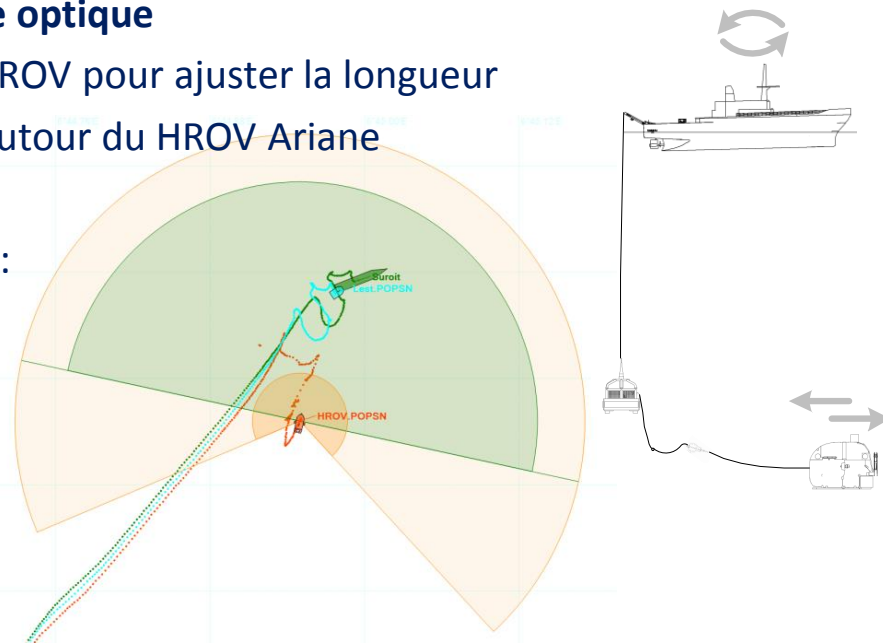 e optique
ROV pour ajuster la longueur
utour du HROV Ariane
:
Suroit
Lest.POPSN
HROV.POPSN